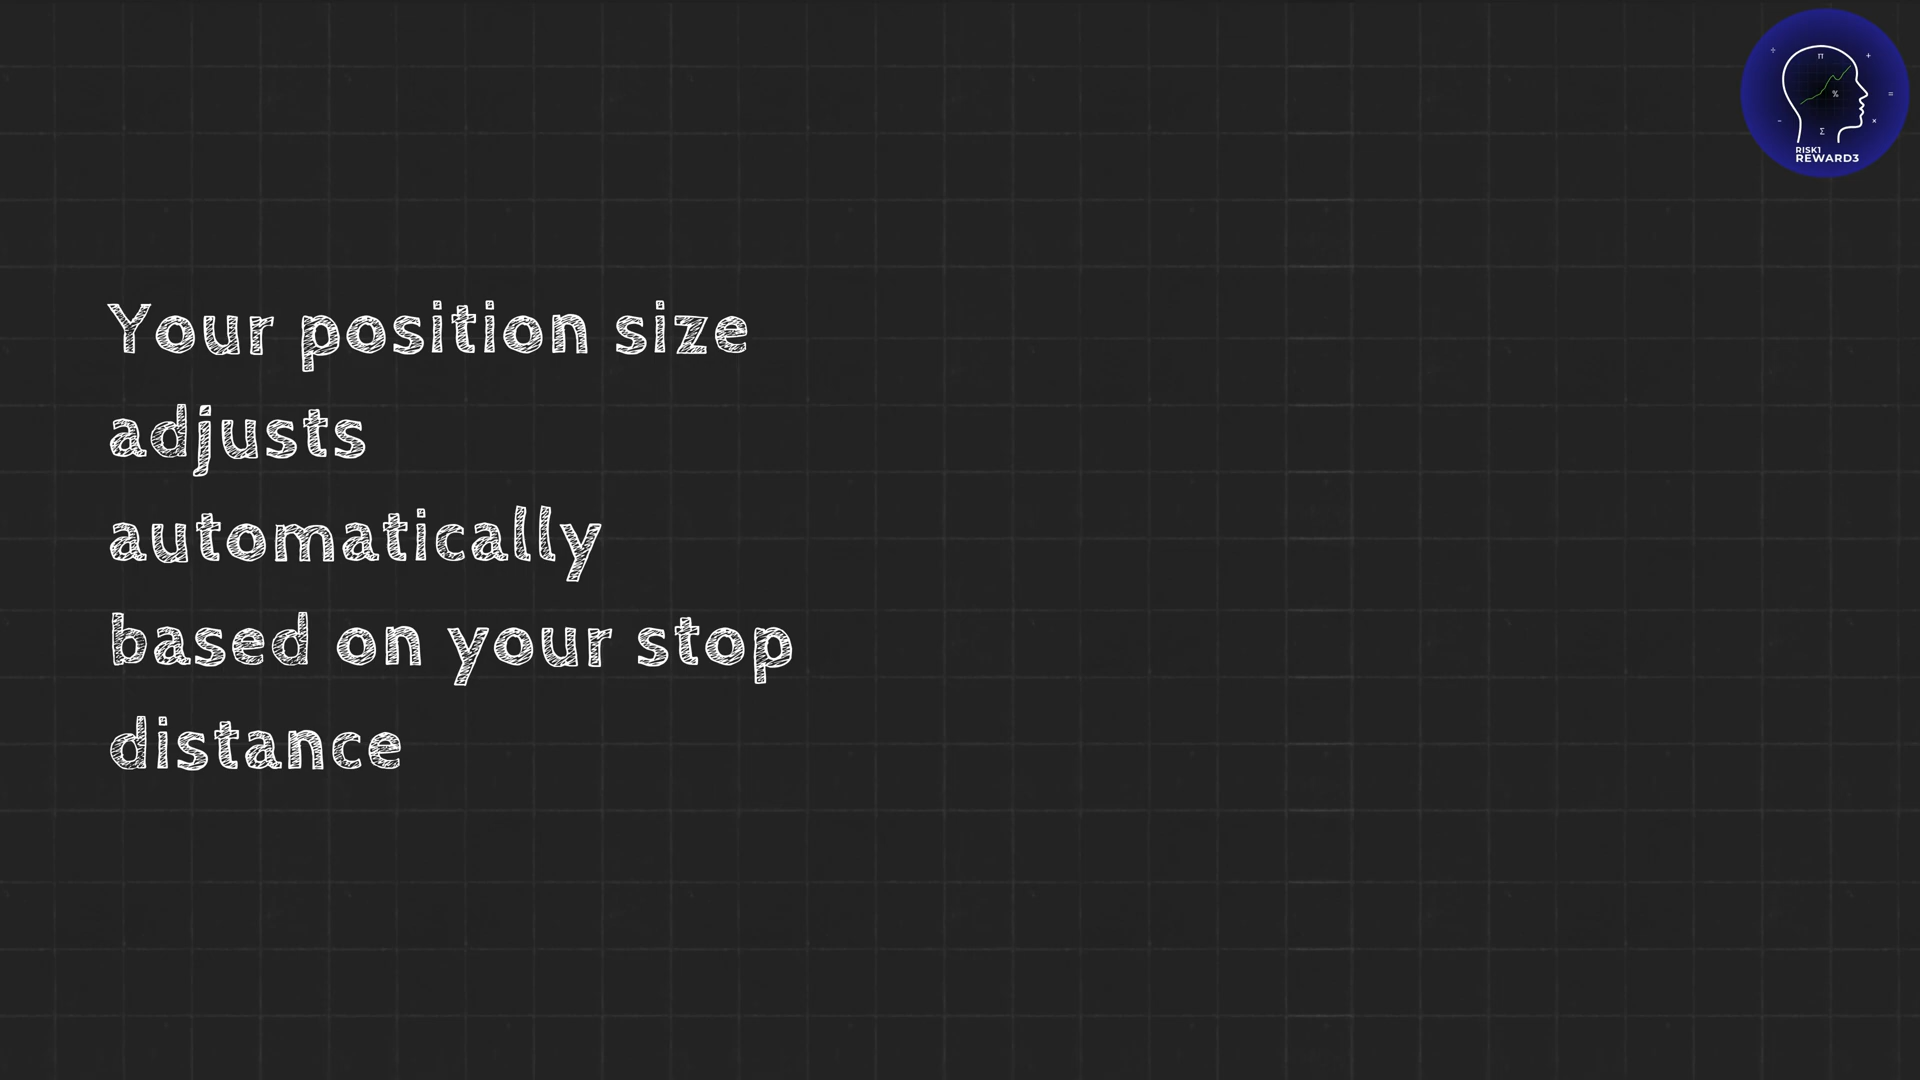 Your position size
adjusts
automatically
based on your stop
distance
÷ π + % = - Σ ×
RISK1
REWARD3